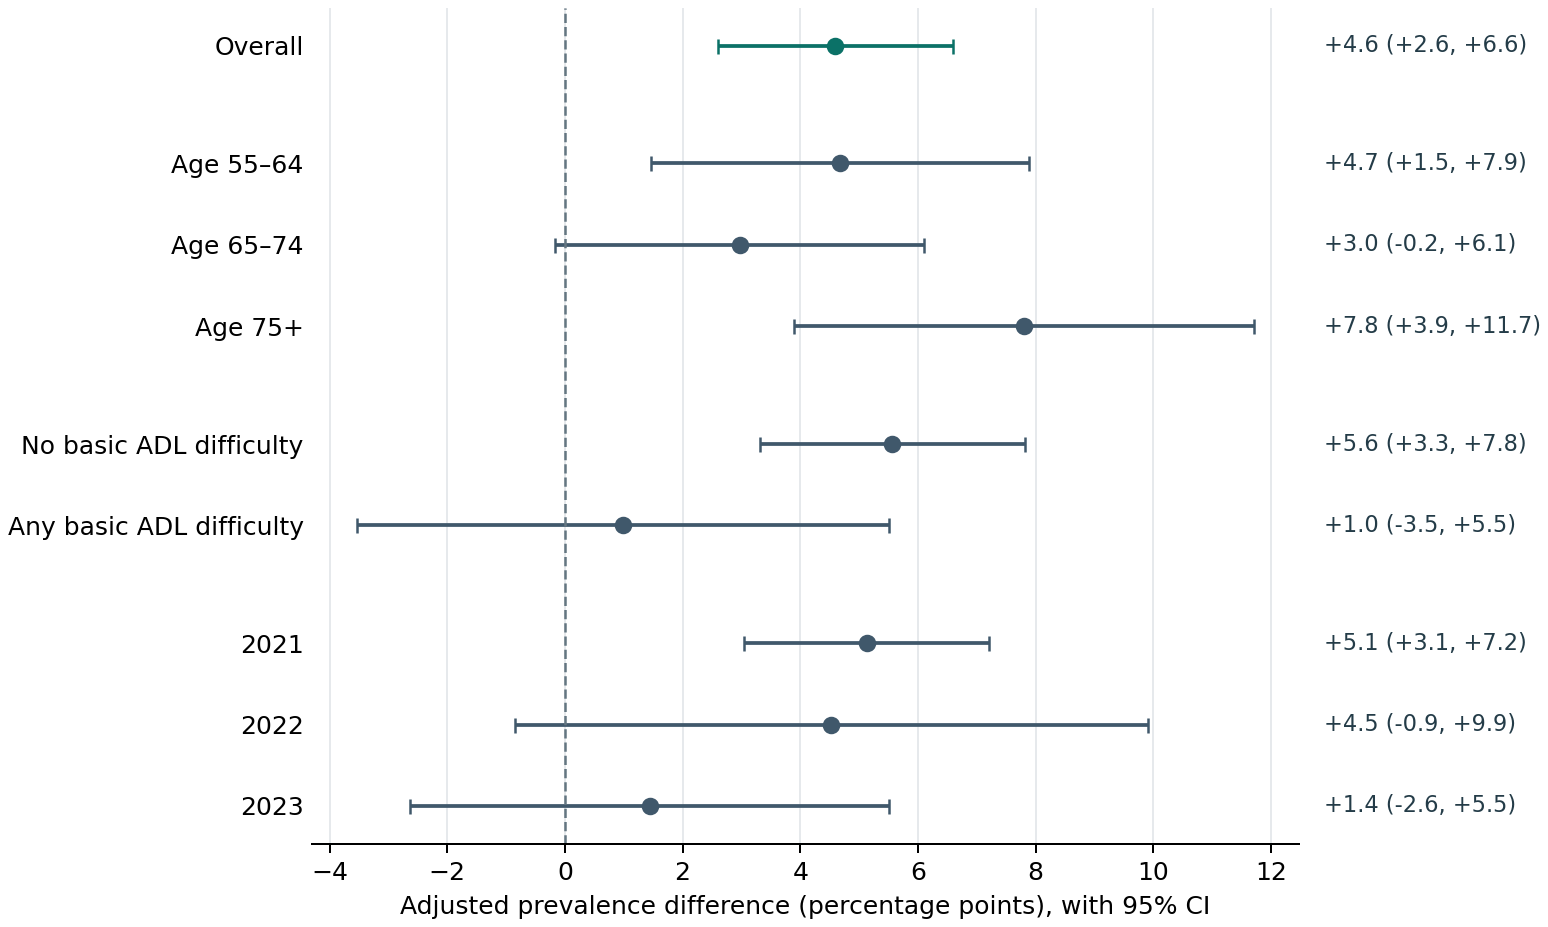 Overall +4.6 (+2.6, +6.6)
Age 55–64 +4.7 (+1.5, +7.9)
Age 65–74 +3.0 (-0.2, +6.1)
Age 75+ +7.8 (+3.9, +11.7)
No basic ADL difficulty +5.6 (+3.3, +7.8)
Any basic ADL difficulty +1.0 (-3.5, +5.5)
2021 +5.1 (+3.1, +7.2)
2022 +4.5 (-0.9, +9.9)
2023 +1.4 (-2.6, +5.5)
−4 −2 0 2 4 6 8 10 12
Adjusted prevalence difference (percentage points), with 95% CI